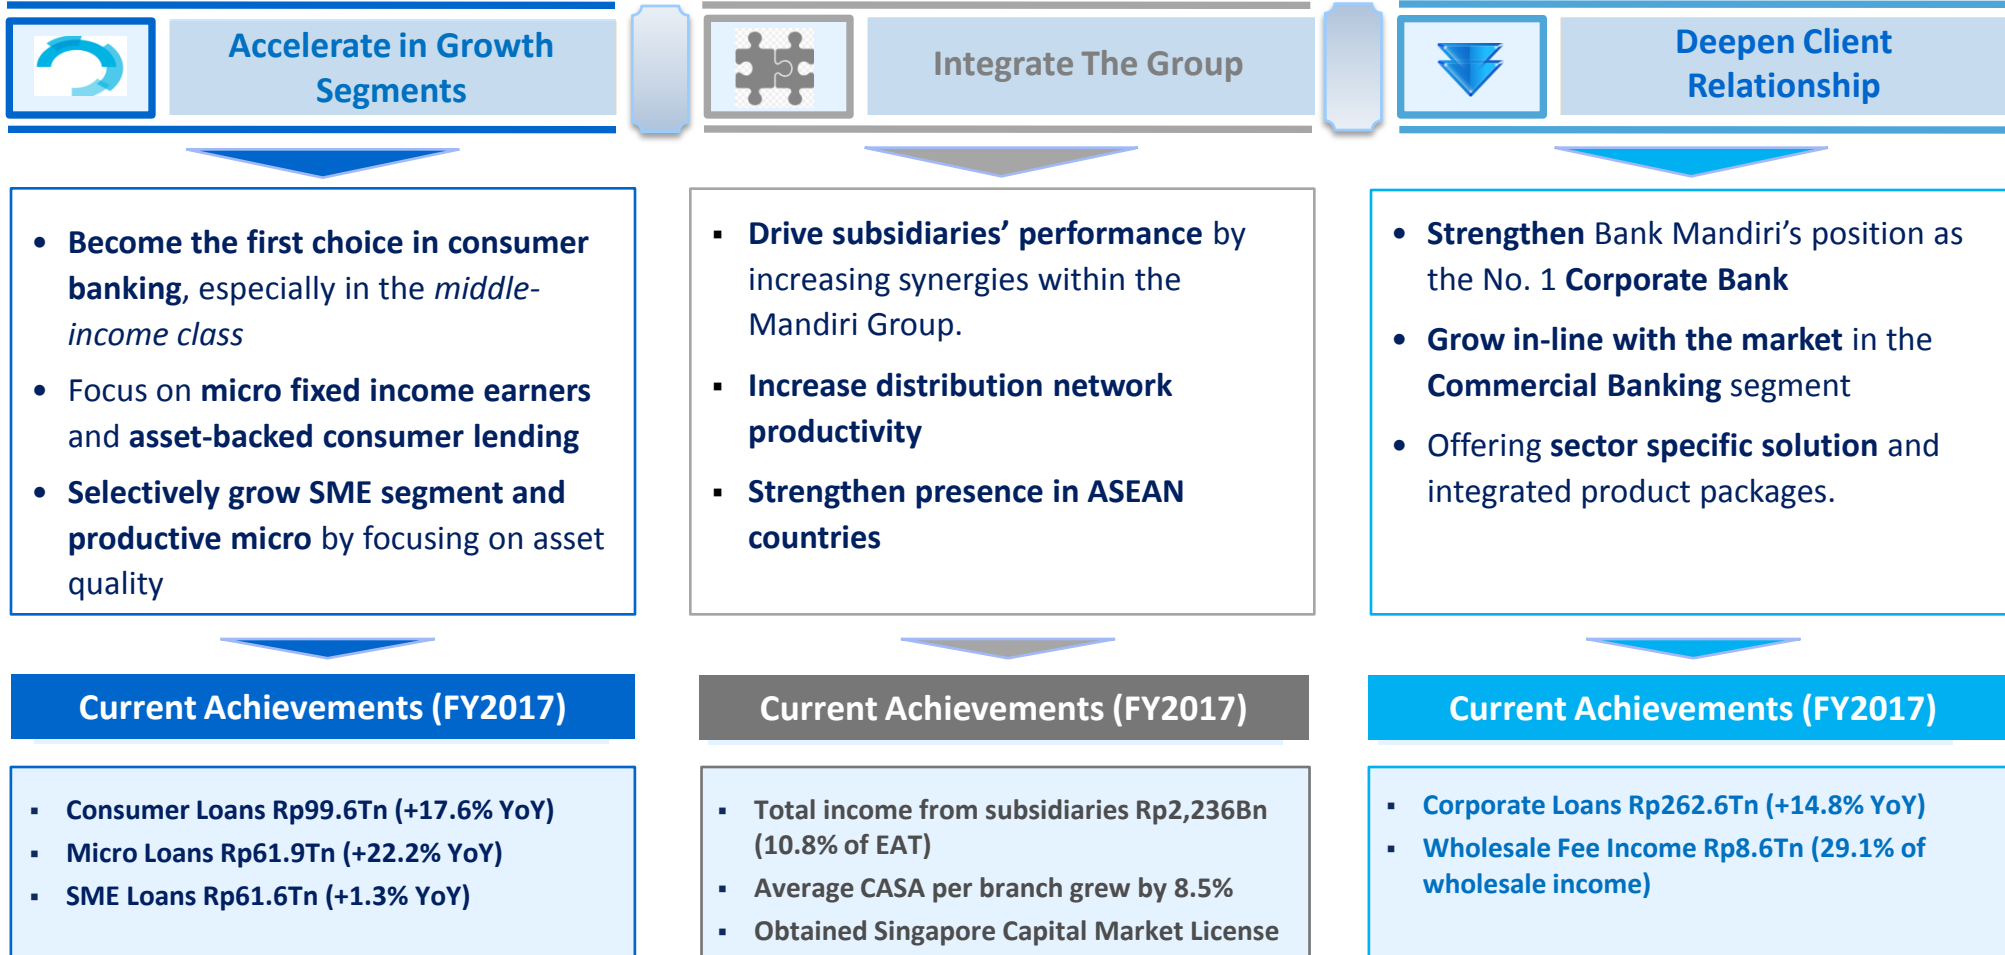 Accelerate in Growth
Segments
• Become the first choice in consumer
banking, especially in the middle-
income class
• Focus on micro fixed income earners
and asset-backed consumer lending
• Selectively grow SME segment and
productive micro by focusing on asset
quality
Current Achievements (FY2017)
▪ Consumer Loans Rp99.6Tn (+17.6% YoY)
▪ Micro Loans Rp61.9Tn (+22.2% YoY)
▪ SME Loans Rp61.6Tn (+1.3% YoY)
Integrate The Group
▪ Drive subsidiaries’ performance by
increasing synergies within the
Mandiri Group.
▪ Increase distribution network
productivity
▪ Strengthen presence in ASEAN
countries
Current Achievements (FY2017)
▪ Total income from subsidiaries Rp2,236Bn
(10.8% of EAT)
▪ Average CASA per branch grew by 8.5%
▪ Obtained Singapore Capital Market License
Deepen Client
Relationship
• Strengthen Bank Mandiri’s position as
the No. 1 Corporate Bank
• Grow in-line with the market in the
Commercial Banking segment
• Offering sector specific solution and
integrated product packages.
Current Achievements (FY2017)
▪ Corporate Loans Rp262.6Tn (+14.8% YoY)
▪ Wholesale Fee Income Rp8.6Tn (29.1% of
wholesale income)